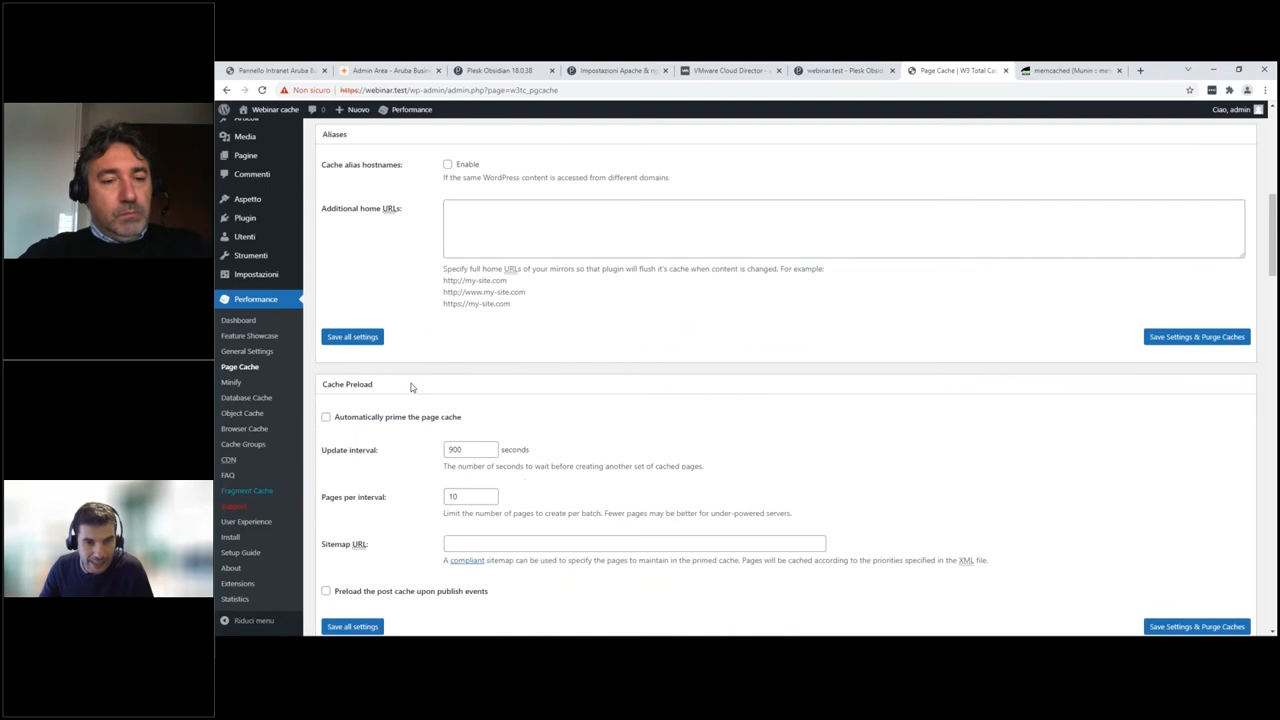 Pannello Intranet Aruba Bu
Admin Area - Aruba Busin
Plesk Obsidian 18.0.38
Impostazioni Apache & ng
VMware Cloud Director -
webinar.test - Plesk Obsid
Page Cache | W3 Total Cac
memcached (Munin :: mem
Non sicuro
https://webinar.test/wp-admin/admin.php?page=w3tc_pgcache
Webinar cache
0
Nuovo
Performance
Ciao, admin
Articoli
Media
Pagine
Commenti
Aspetto
Plugin
Utenti
Strumenti
Impostazioni
Performance
Dashboard
Feature Showcase
General Settings
Page Cache
Minify
Database Cache
Object Cache
Browser Cache
Cache Groups
CDN
FAQ
Fragment Cache
Support
User Experience
Install
Setup Guide
About
Extensions
Statistics
Riduci menu
Aliases
Cache alias hostnames:
Enable
If the same WordPress content is accessed from different domains.
Additional home URLs:
Specify full home URLs of your mirrors so that plugin will flush it's cache when content is changed. For example:
http://my-site.com
http://www.my-site.com
https://my-site.com
Save all settings
Save Settings & Purge Caches
Cache Preload
Automatically prime the page cache
Update interval:
900 seconds
The number of seconds to wait before creating another set of cached pages.
Pages per interval:
10
Limit the number of pages to create per batch. Fewer pages may be better for under-powered servers.
Sitemap URL:
A compliant sitemap can be used to specify the pages to maintain in the primed cache. Pages will be cached according to the priorities specified in the XML file.
Preload the post cache upon publish events
Save all settings
Save Settings & Purge Caches